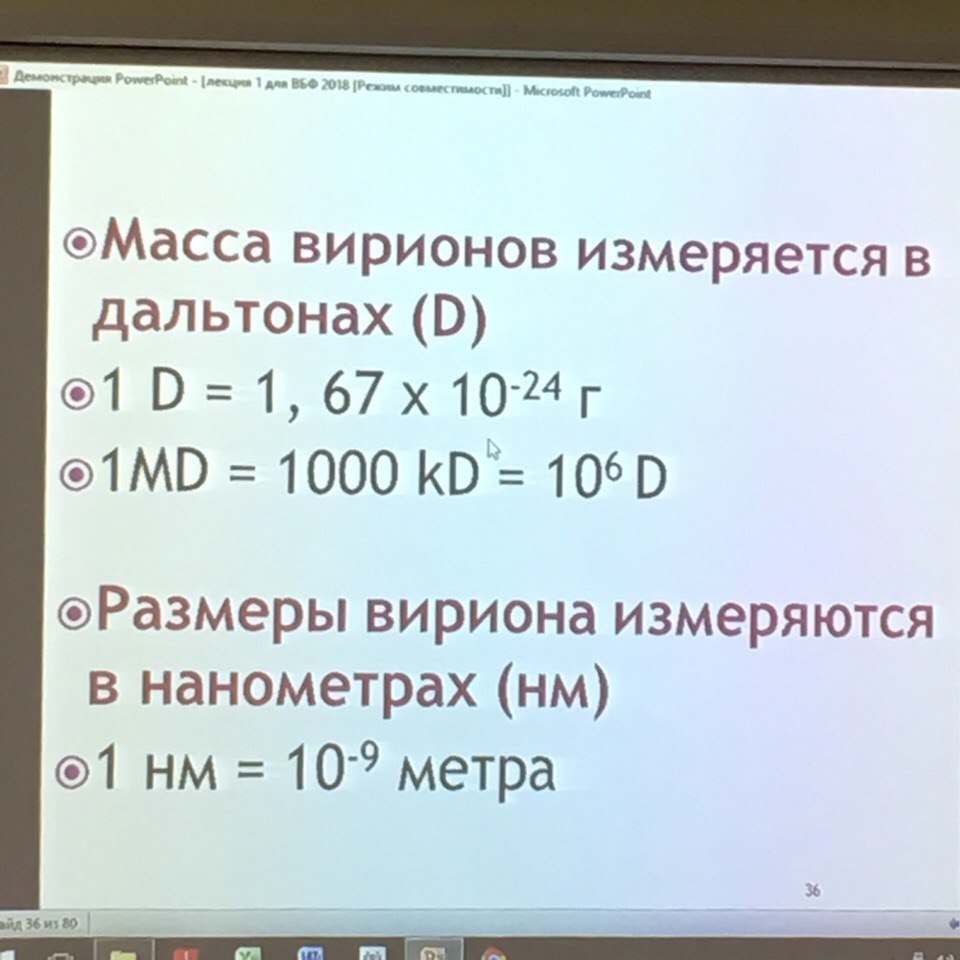 Демонстрация PowerPoint - [лекция 1 для ВБФ 2018 [Режим совместимости]] - Microsoft PowerPoint
Масса вирионов измеряется в
дальтонах (D)
1 D = 1, 67 x 10⁻²⁴ г
1MD = 1000 kD = 10⁶ D
Размеры вириона измеряются
в нанометрах (нм)
1 нм = 10⁻⁹ метра
36
айд 36 из 80